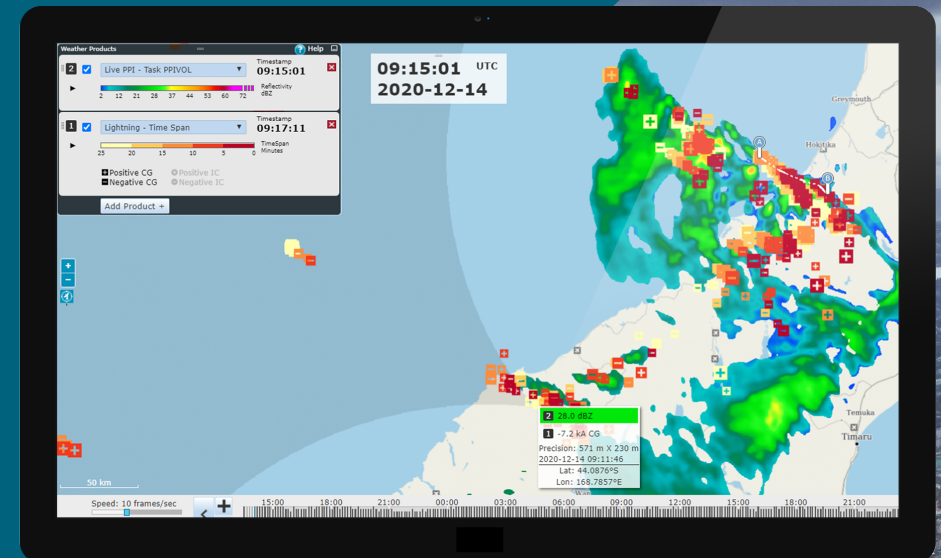 Weather Products
Help
2 Live PPI - Task PPIVOL
Timestamp
09:15:01
2 12 21 28 37 44 53 60 72
Reflectivity
dBZ
1 Lightning - Time Span
Timestamp
09:17:11
25 20 15 10 5 0
TimeSpan
Minutes
Positive CG
Positive IC
Negative CG
Negative IC
Add Product +
09:15:01 UTC
2020-12-14
Greymouth
Hokitika
A
B
Temuka
Timaru
2 28.0 dBZ
1 -7.2 kA CG
Precision: 571 m X 230 m
2020-12-14 09:11:46
Lat: 44.0876°S
Lon: 168.7857°E
50 km
Speed: 10 frames/sec
15:00 18:00 21:00 00:00 03:00 06:00 09:00 12:00 15:00 18:00 21:00